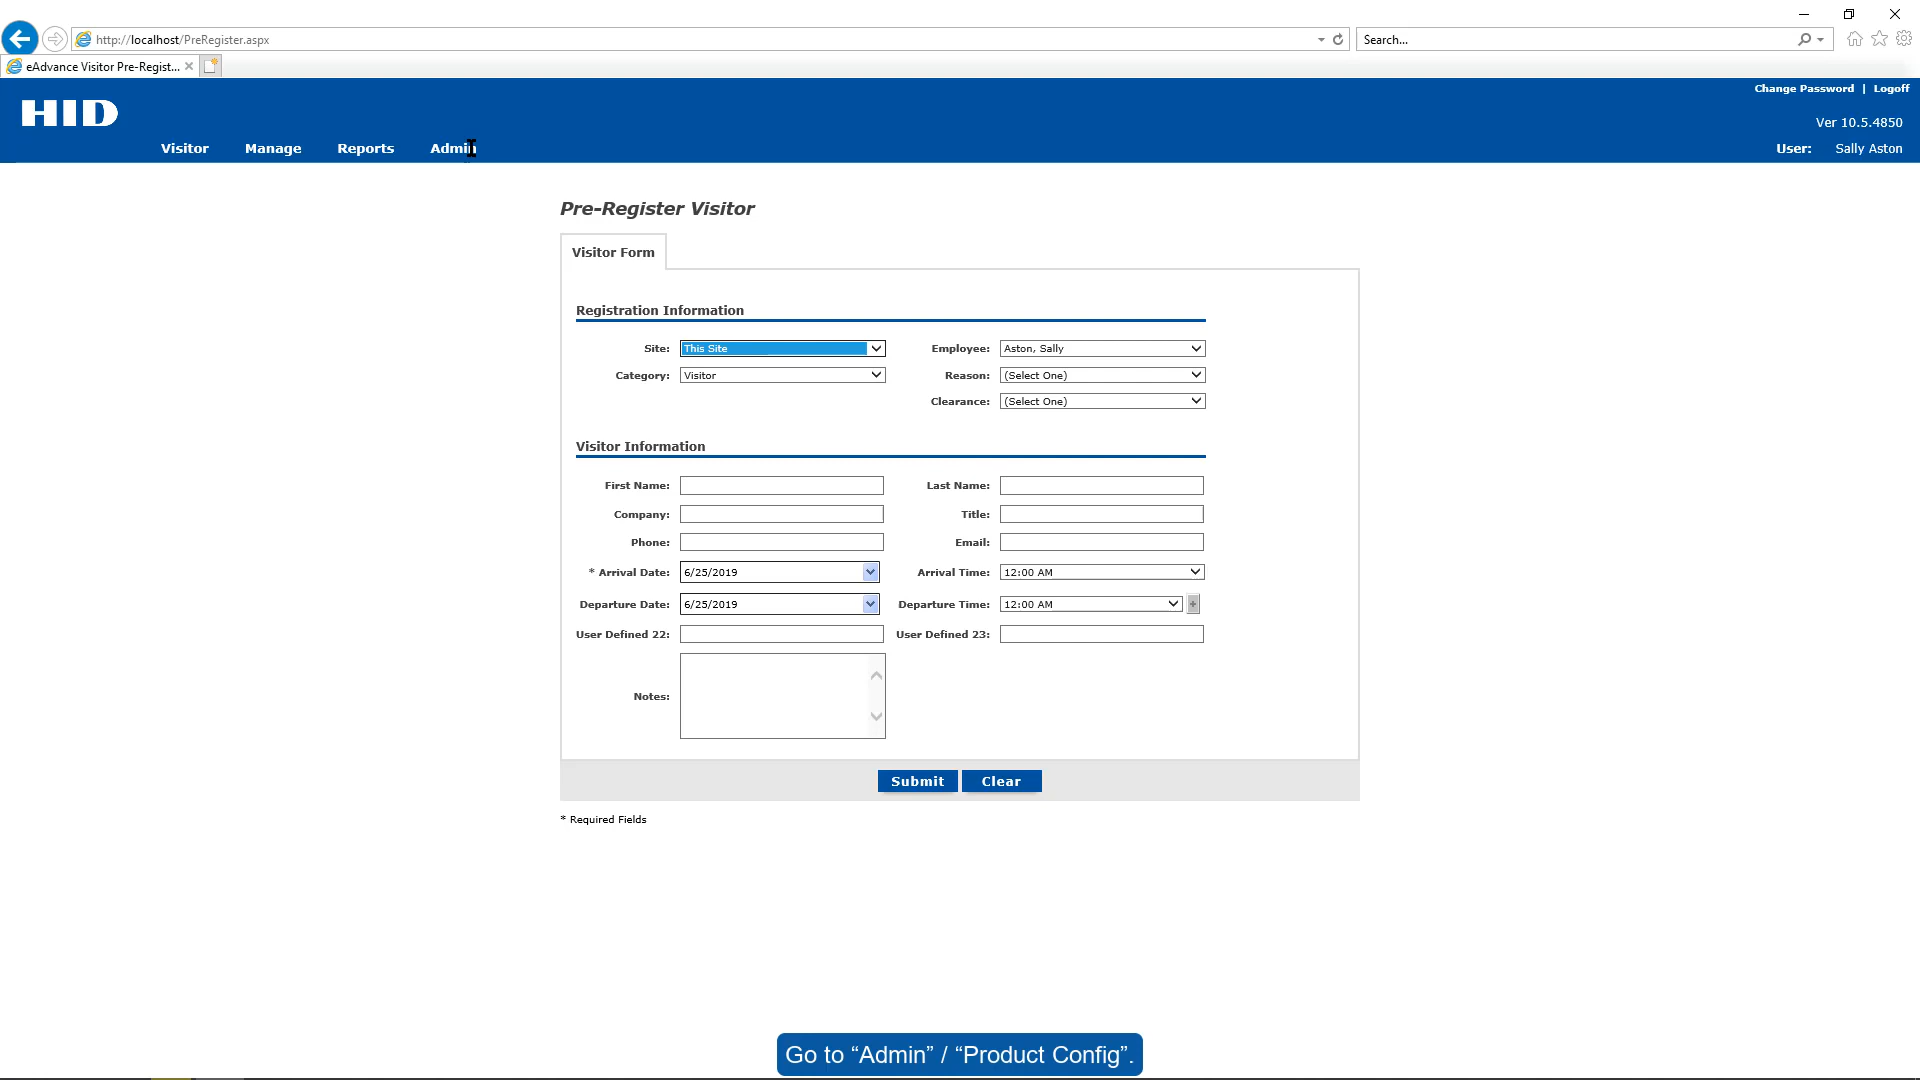 http://localhost/PreRegister.aspx
Search...
eAdvance Visitor Pre-Regist...
Change Password | Logoff
HID
Ver 10.5.4850
Visitor Manage Reports Admin
User: Sally Aston
Pre-Register Visitor
Visitor Form
Registration Information
Site: This Site Employee: Aston, Sally
Category: Visitor Reason: (Select One)
Clearance: (Select One)
Visitor Information
First Name: Last Name:
Company: Title:
Phone: Email:
* Arrival Date: 6/25/2019 Arrival Time: 12:00 AM
Departure Date: 6/25/2019 Departure Time: 12:00 AM +
User Defined 22: User Defined 23:
Notes:
Submit Clear
* Required Fields
Go to “Admin” / “Product Config”.